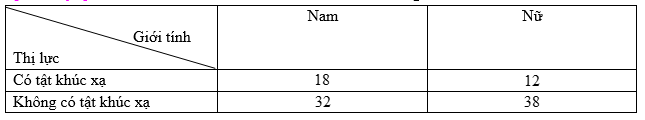 Giới tính
Thị lực
Nam
Nữ
Có tật khúc xạ 18 12
Không có tật khúc xạ 32 38